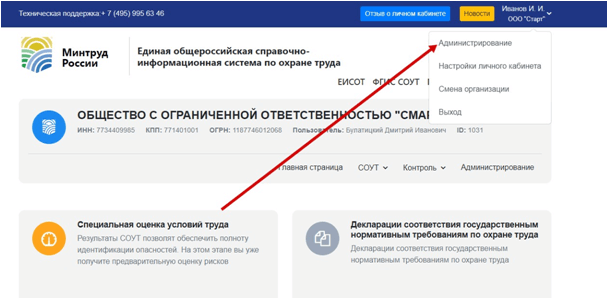 Техническая поддержка:+ 7 (495) 995 63 46
Отзыв о личном кабинете
Новости
Иванов И. И.
ООО "Старт"
Администрирование
Настройки личного кабинета
Смена организации
Выход
Минтруд
России
Единая общероссийская справочно-
информационная система по охране труда
ЕИСОТ ФГИС СОУТ
ОБЩЕСТВО С ОГРАНИЧЕННОЙ ОТВЕТСТВЕННОСТЬЮ "СМАР
ИНН: 7734409985 КПП: 771401001 ОГРН: 1187746012068 Пользователь: Булатицкий Дмитрий Иванович ID: 1031
Главная страница СОУТ Контроль Администрирование
Специальная оценка условий труда
Результаты СОУТ позволят обеспечить полноту
идентификации опасностей. На этом этапе вы уже
получите предварительную оценку рисков
Декларации соответствия государственным
нормативным требованиям по охране труда
Декларации соответствия государственным
нормативным требованиям по охране труда